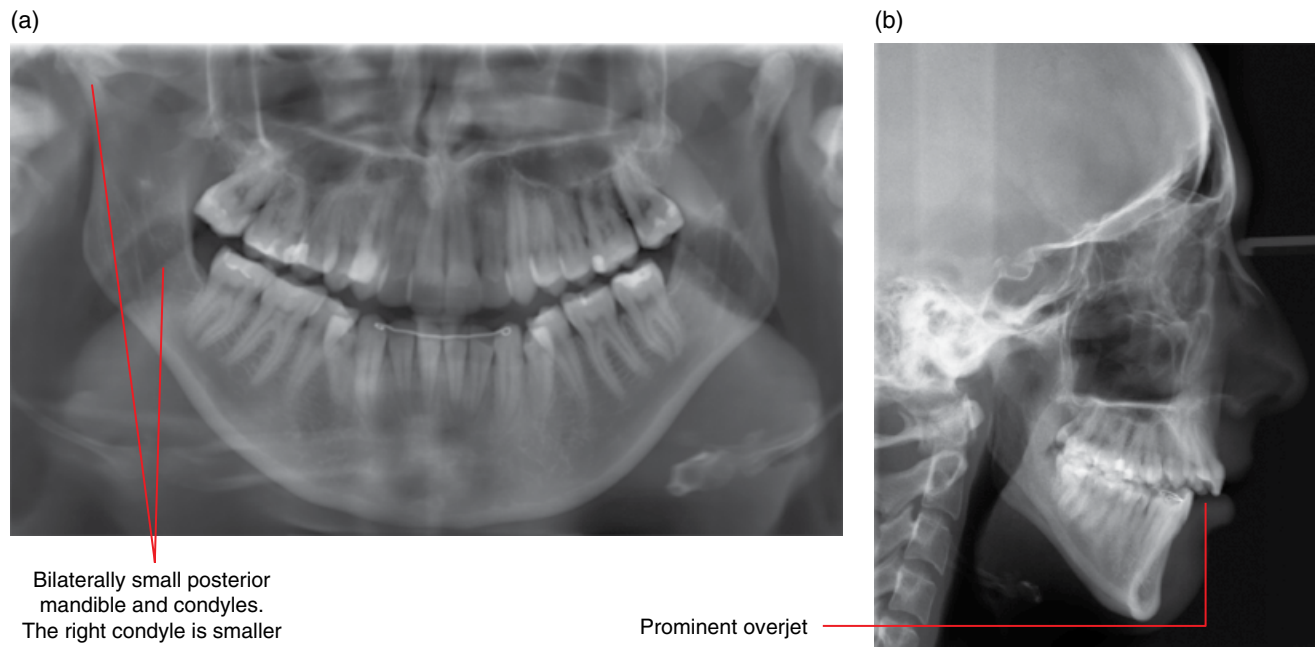 (a)
(b)
Bilaterally small posterior
mandible and condyles.
The right condyle is smaller
Prominent overjet